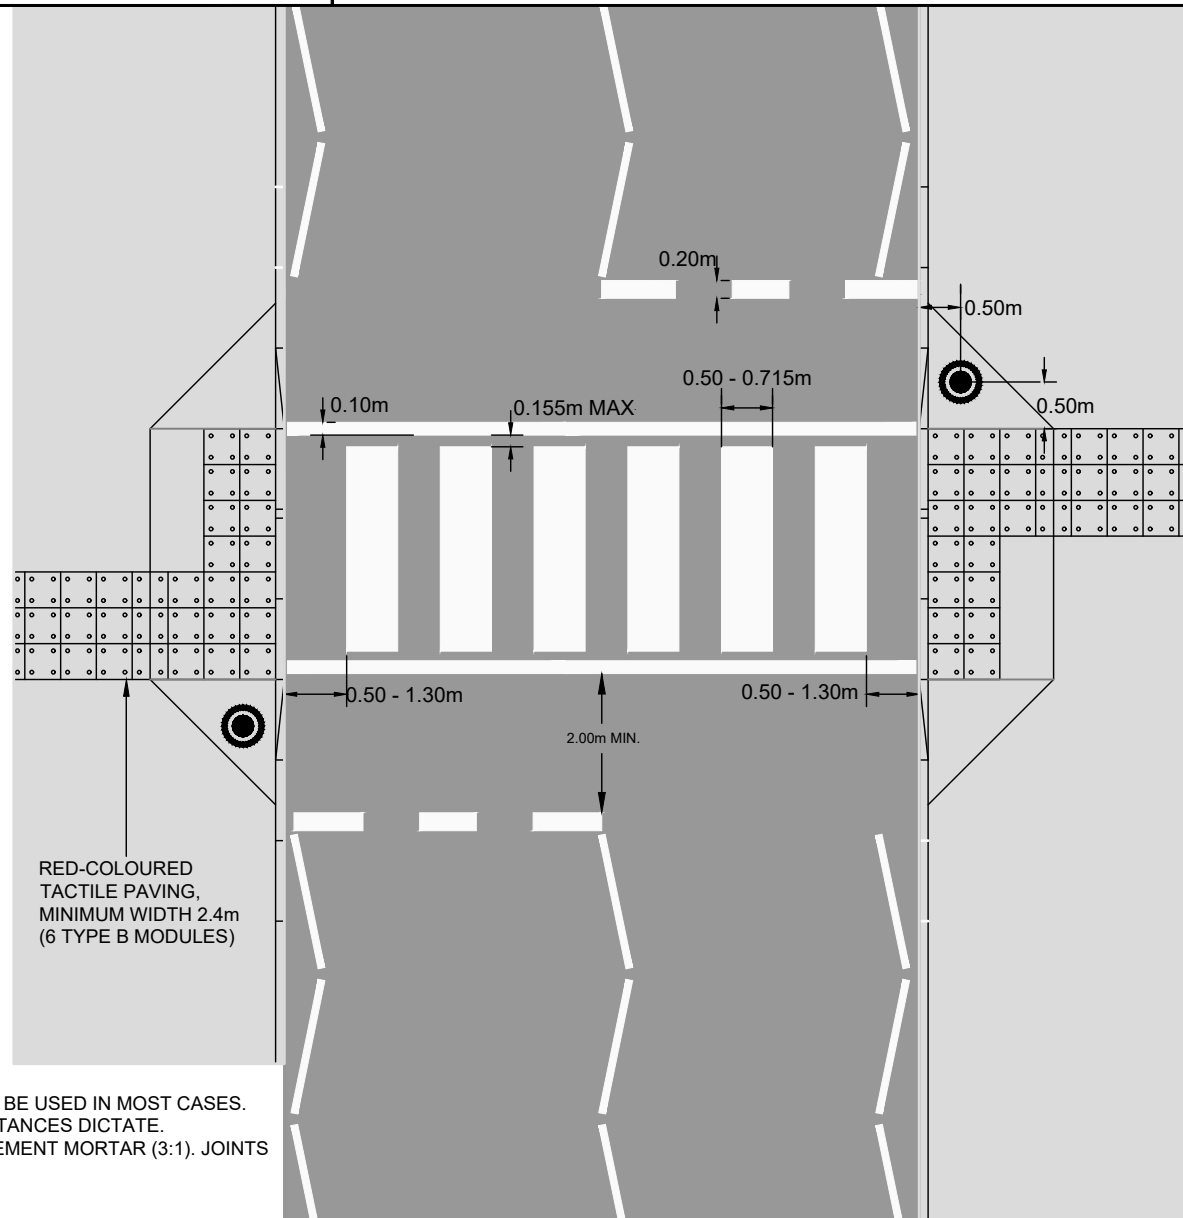 0.20m
0.50m
0.50 - 0.715m
0.10m
0.155m MAX
0.50m
0.50 - 1.30m
0.50 - 1.30m
2.00m MIN.
RED-COLOURED
TACTILE PAVING,
MINIMUM WIDTH 2.4m
(6 TYPE B MODULES)
BE USED IN MOST CASES.
TANCES DICTATE.
EMENT MORTAR (3:1). JOINTS